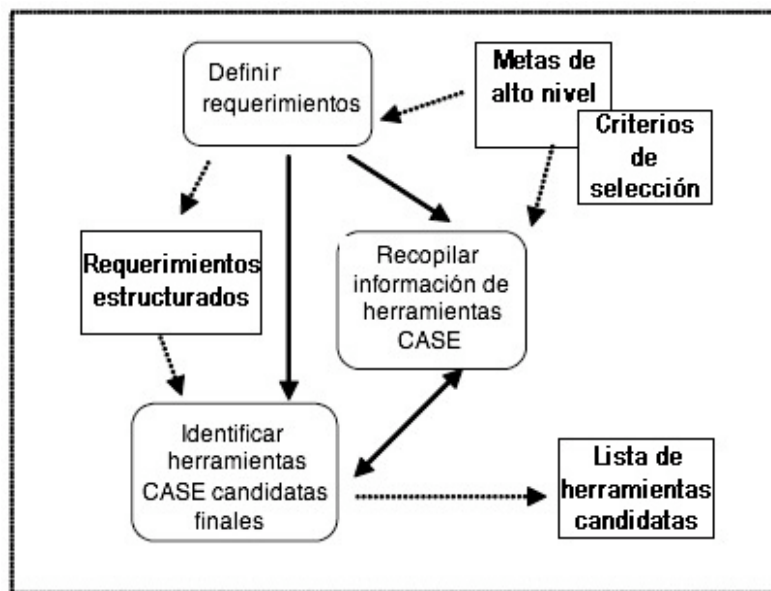 Definir
requerimientos
Metas de
alto nivel
Criterios
de
selección
Requerimientos
estructurados
Recopilar
información de
herramientas
CASE
Identificar
herramientas
CASE candidatas
finales
Lista de
herramientas
candidatas